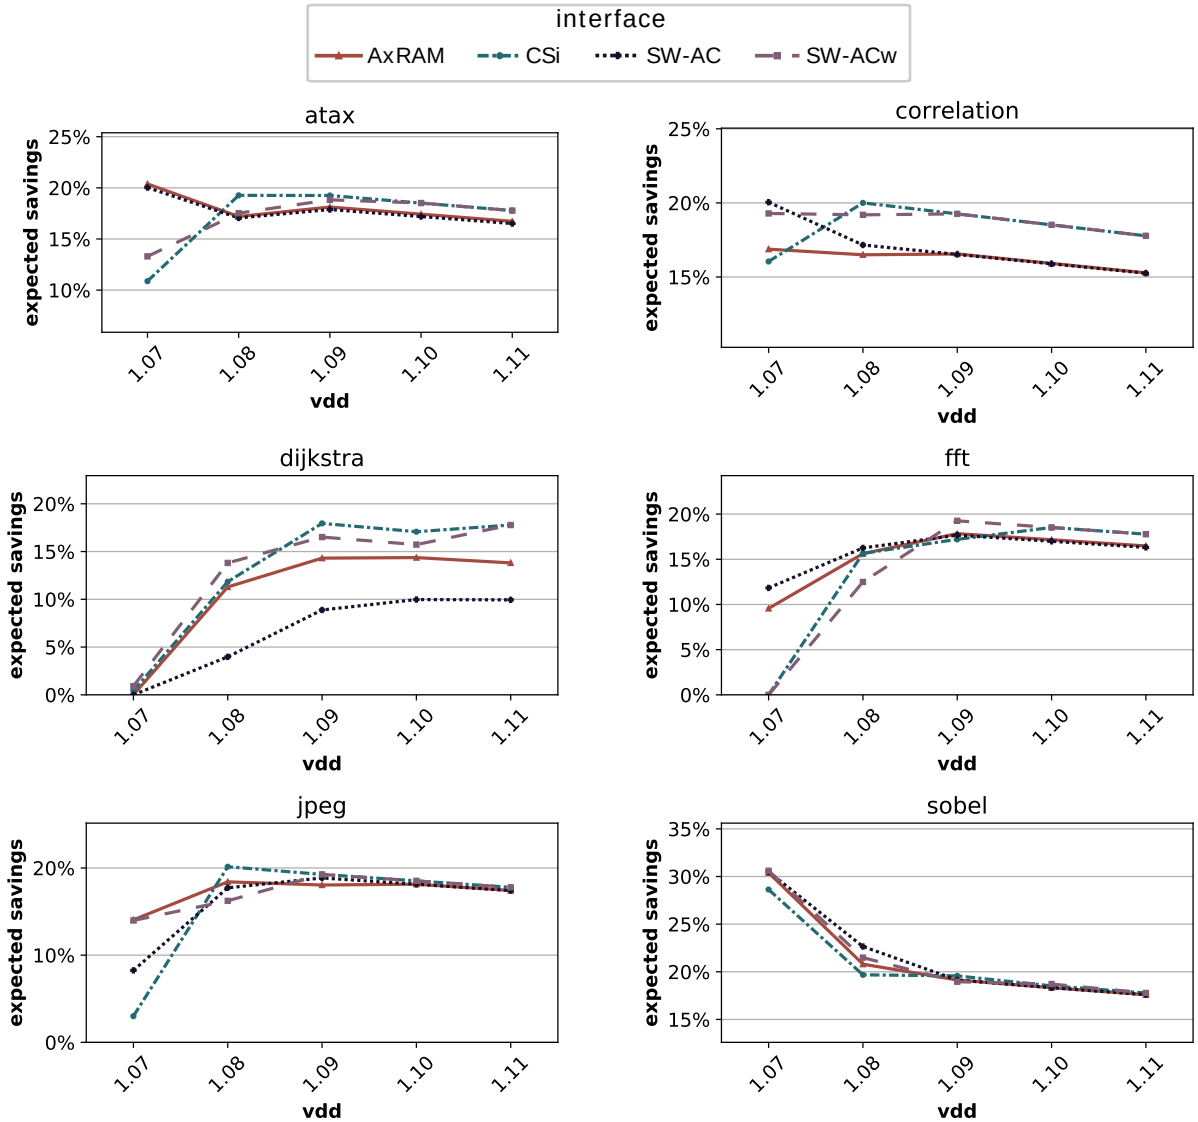 interface
AxRAM CSi SW-AC SW-ACw
atax
expected savings
25%
20%
15%
10%
1.07 1.08 1.09 1.10 1.11
vdd
correlation
expected savings
25%
20%
15%
1.07 1.08 1.09 1.10 1.11
vdd
dijkstra
expected savings
20%
15%
10%
5%
0%
1.07 1.08 1.09 1.10 1.11
vdd
fft
expected savings
20%
15%
10%
5%
0%
1.07 1.08 1.09 1.10 1.11
vdd
jpeg
expected savings
20%
10%
0%
1.07 1.08 1.09 1.10 1.11
vdd
sobel
expected savings
35%
30%
25%
20%
15%
1.07 1.08 1.09 1.10 1.11
vdd